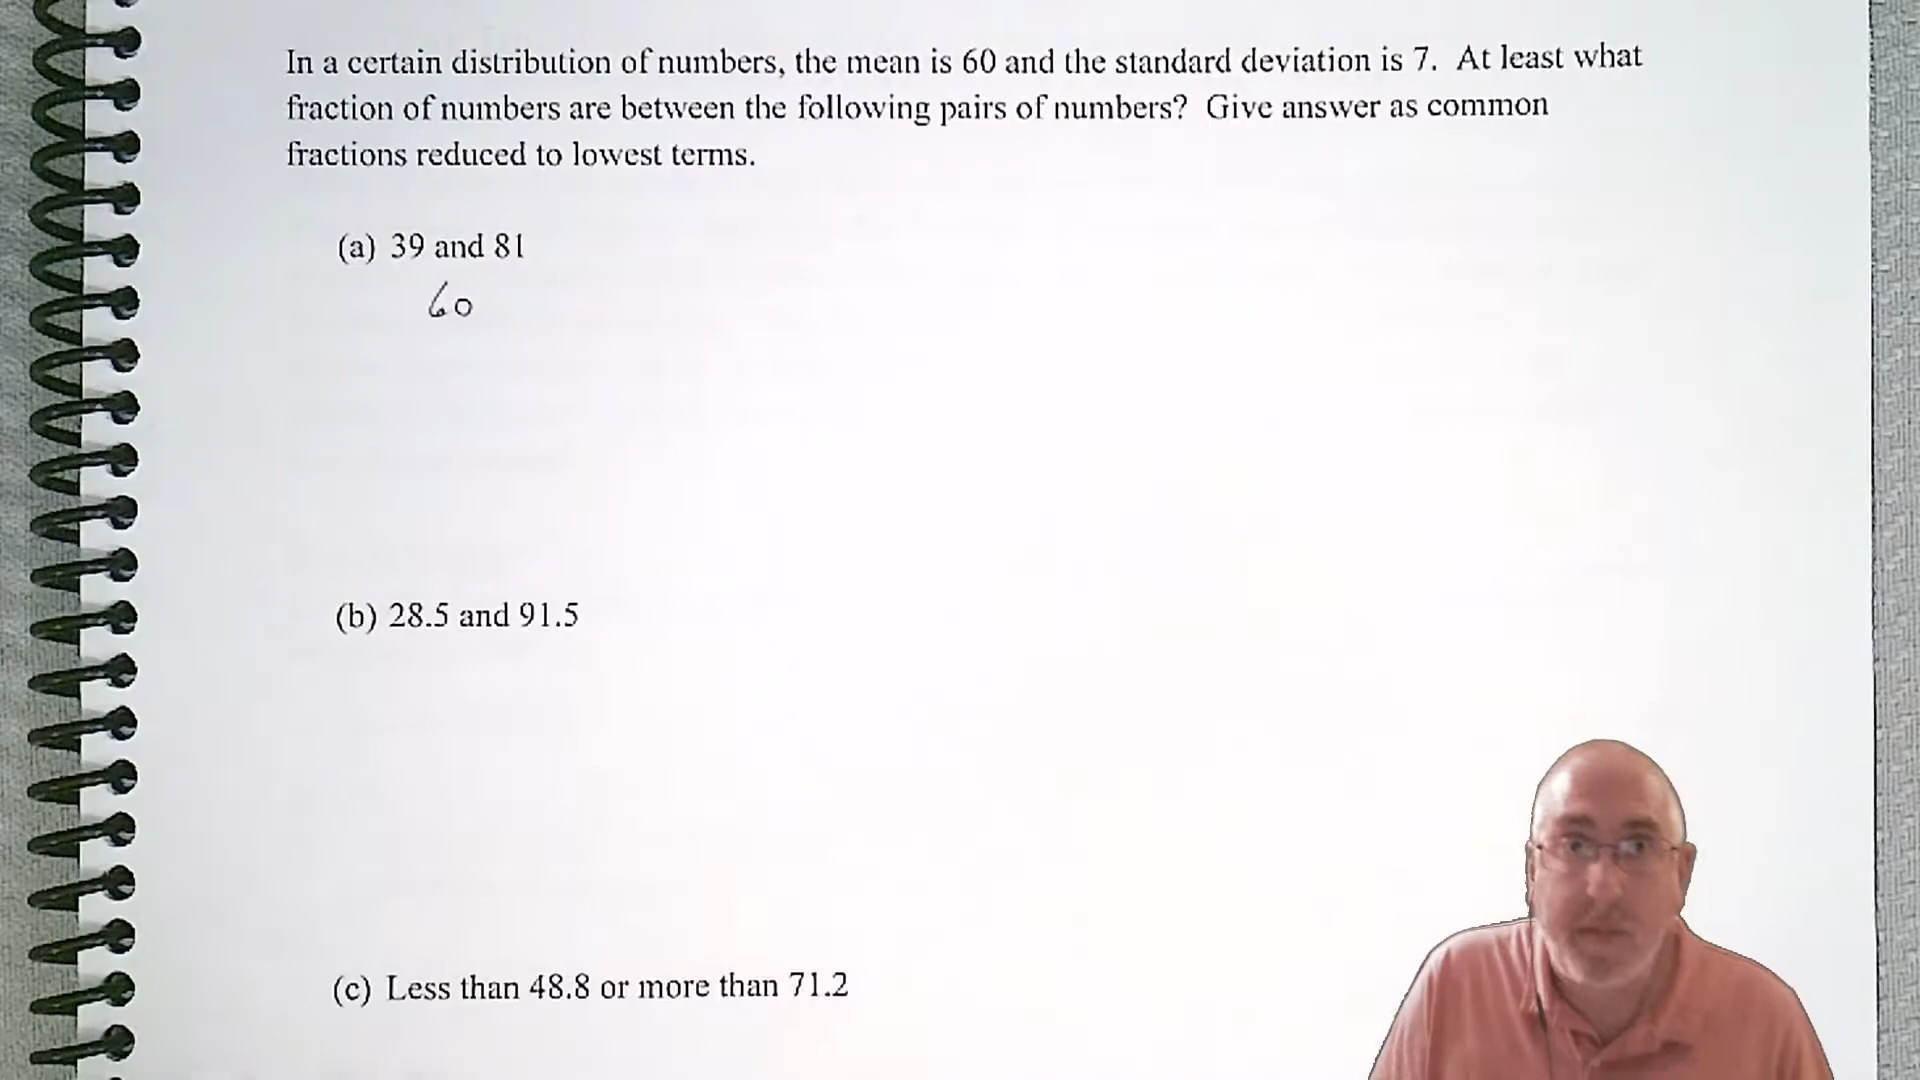 In a certain distribution of numbers, the mean is 60 and the standard deviation is 7. At least what
fraction of numbers are between the following pairs of numbers? Give answer as common
fractions reduced to lowest terms.
(a) 39 and 81
60
(b) 28.5 and 91.5
(c) Less than 48.8 or more than 71.2